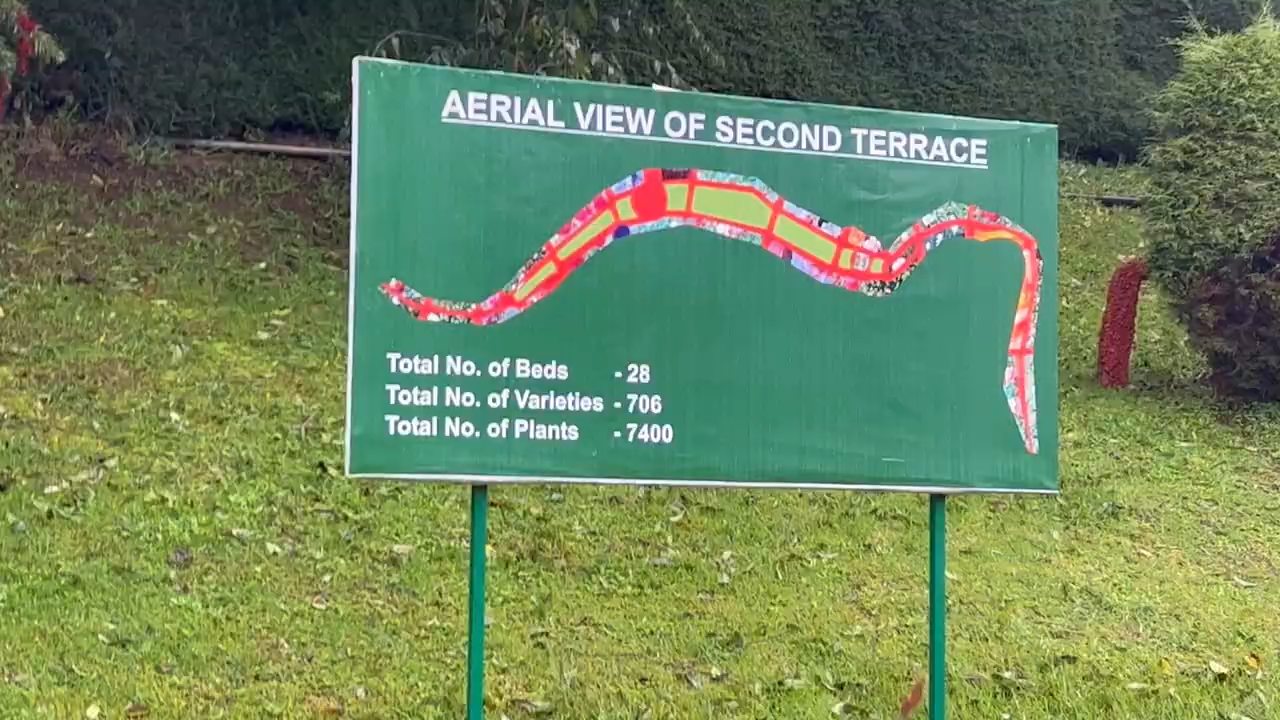 AERIAL VIEW OF SECOND TERRACE
Total No. of Beds - 28
Total No. of Varieties - 706
Total No. of Plants - 7400